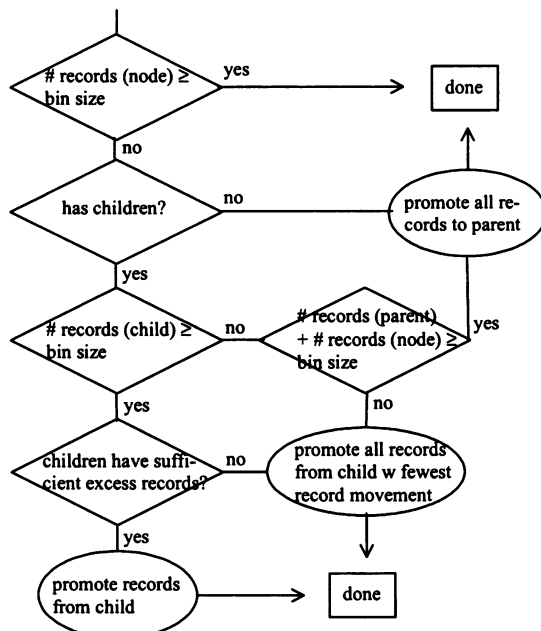 # records (node) ≥
bin size
yes
done
no
has children?
no
promote all re-
cords to parent
yes
# records (child) ≥
bin size
no
# records (parent)
+ # records (node) ≥
bin size
yes
yes
no
children have suffi-
cient excess records?
no
promote all records
from child w fewest
record movement
yes
promote records
from child
done